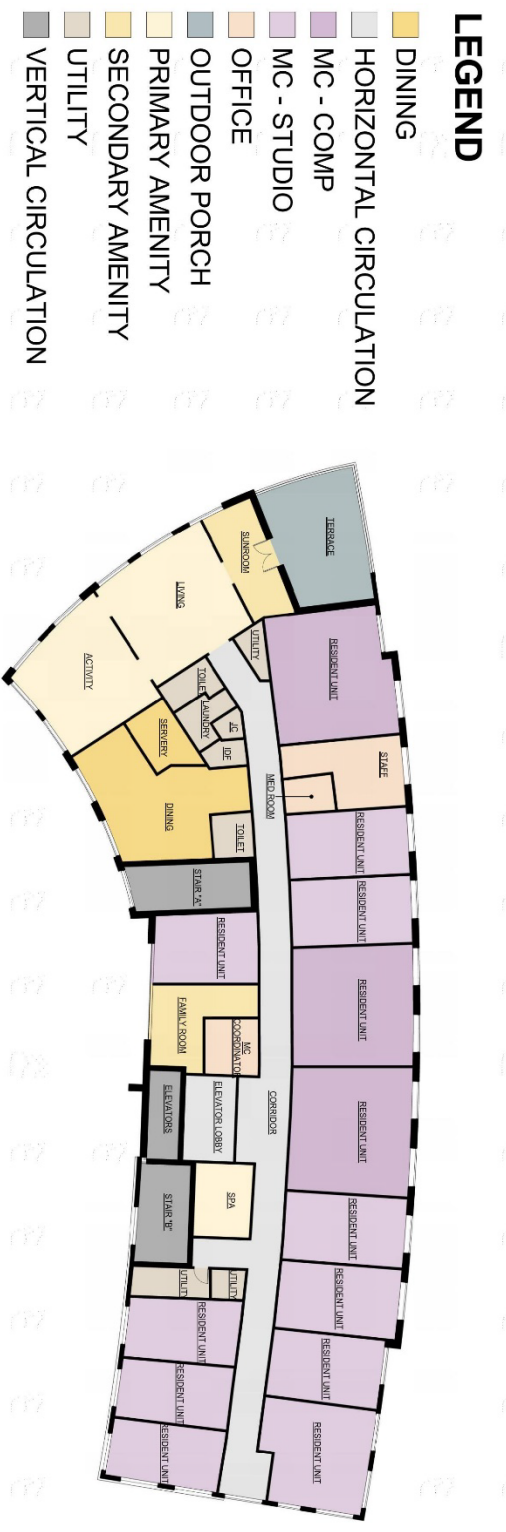 LEGEND
DINING
HORIZONTAL CIRCULATION
MC - COMP
MC - STUDIO
OFFICE
OUTDOOR PORCH
PRIMARY AMENITY
SECONDARY AMENITY
UTILITY
VERTICAL CIRCULATION
TERRACE
SUNROOM
LIVING
ACTIVITY
UTILITY
RESIDENT UNIT
TOILET
LAUNDRY
JC
IDF
SERVERY
DINING
TOILET
STAFF
MED ROOM
STAIR "A"
RESIDENT UNIT
RESIDENT UNIT
RESIDENT UNIT
RESIDENT UNIT
FAMILY ROOM
MC
COORDINATOR
ELEVATORS
ELEVATOR LOBBY
CORRIDOR
RESIDENT UNIT
STAIR "B"
SPA
RESIDENT UNIT
UTILITY
UTILITY
RESIDENT UNIT
RESIDENT UNIT
RESIDENT UNIT
RESIDENT UNIT
RESIDENT UNIT
RESIDENT UNIT